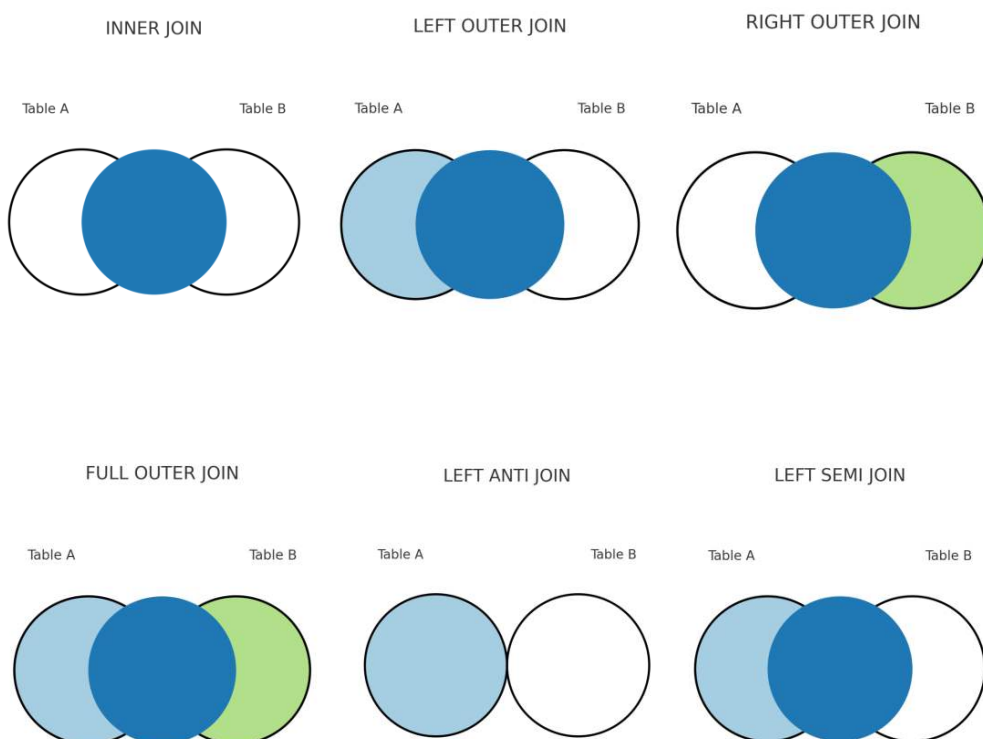 INNER JOIN
LEFT OUTER JOIN
RIGHT OUTER JOIN
Table A
Table B
Table A
Table B
Table A
Table B
FULL OUTER JOIN
LEFT ANTI JOIN
LEFT SEMI JOIN
Table A
Table B
Table A
Table B
Table A
Table B